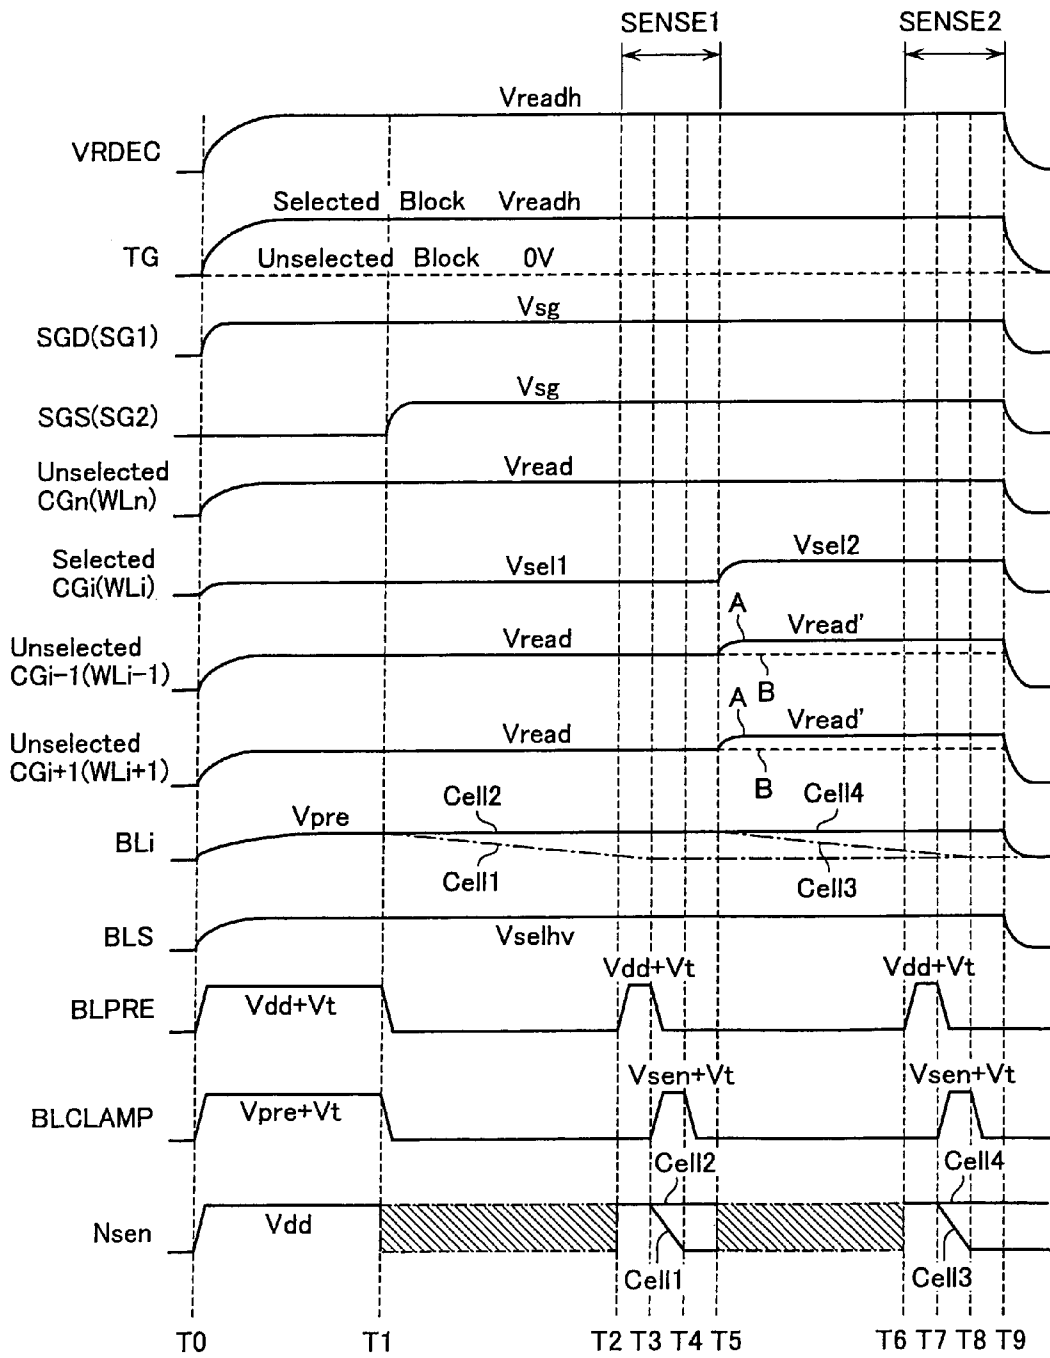 SENSE1 SENSE2
Vreadh
VRDEC
Selected Block Vreadh
TG
Unselected Block 0V
Vsg
SGD(SG1)
Vsg
SGS(SG2)
Unselected
CGn(WLn)
Vread
Selected
CGi(WLi)
Vsel1 Vsel2
A
Unselected
CGi-1(WLi-1)
Vread Vread'
B
A
Unselected
CGi+1(WLi+1)
Vread Vread'
B
Cell2 Cell4
Vpre
BLi
Cell1 Cell3
BLS
Vselhv
Vdd+Vt Vdd+Vt
BLPRE
Vdd+Vt
Vsen+Vt Vsen+Vt
BLCLAMP
Vpre+Vt
Cell2 Cell4
Nsen
Vdd
Cell1 Cell3
T0 T1 T2 T3 T4 T5 T6 T7 T8 T9